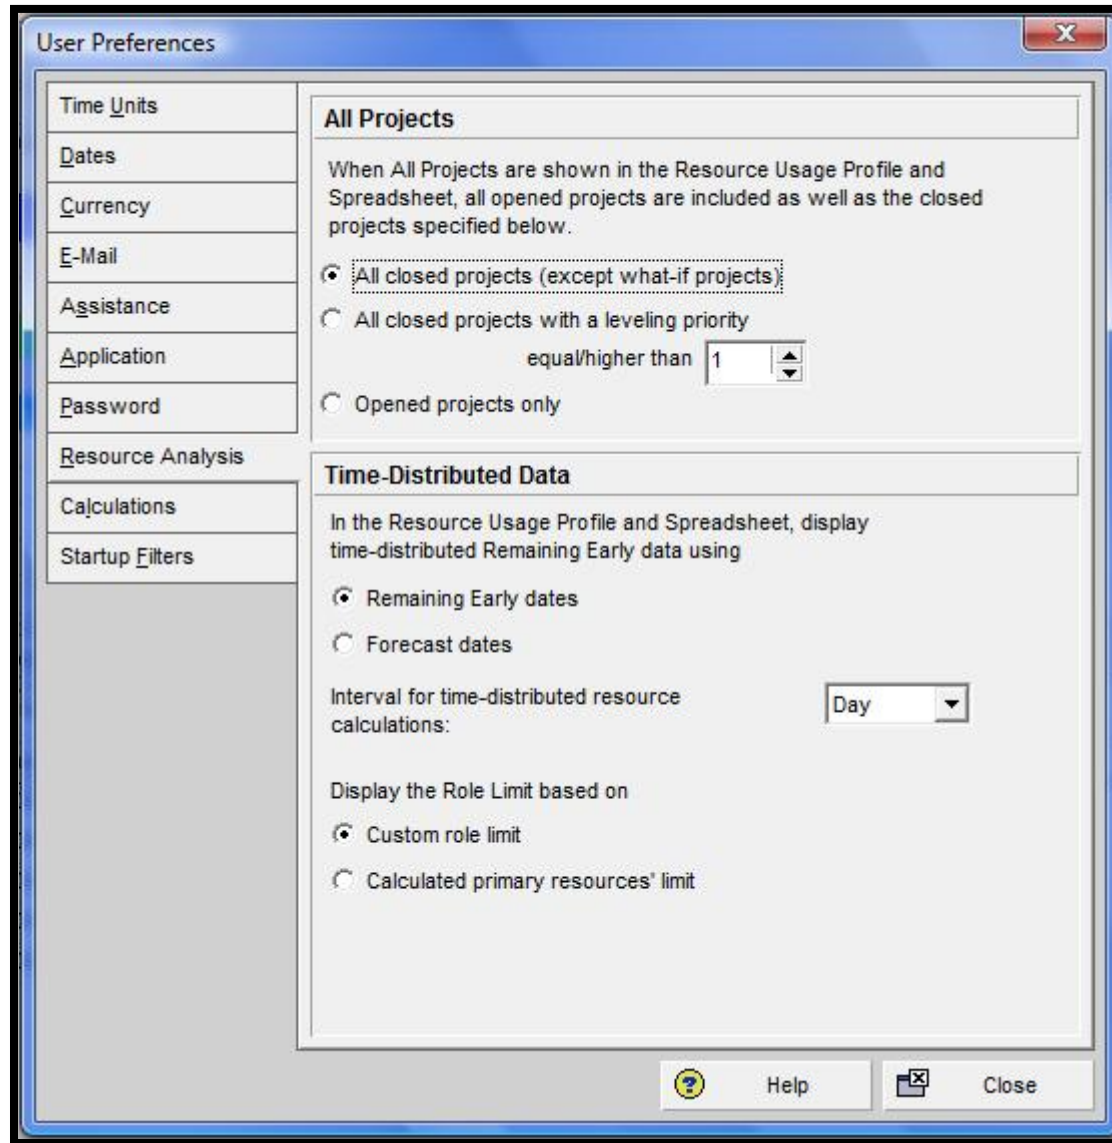 User Preferences
Time Units
Dates
Currency
E-Mail
Assistance
Application
Password
Resource Analysis
Calculations
Startup Filters
All Projects
When All Projects are shown in the Resource Usage Profile and
Spreadsheet, all opened projects are included as well as the closed
projects specified below.
All closed projects (except what-if projects)
All closed projects with a leveling priority
equal/higher than 1
Opened projects only
Time-Distributed Data
In the Resource Usage Profile and Spreadsheet, display
time-distributed Remaining Early data using
Remaining Early dates
Forecast dates
Interval for time-distributed resource
calculations:
Day
Display the Role Limit based on
Custom role limit
Calculated primary resources' limit
Help
Close